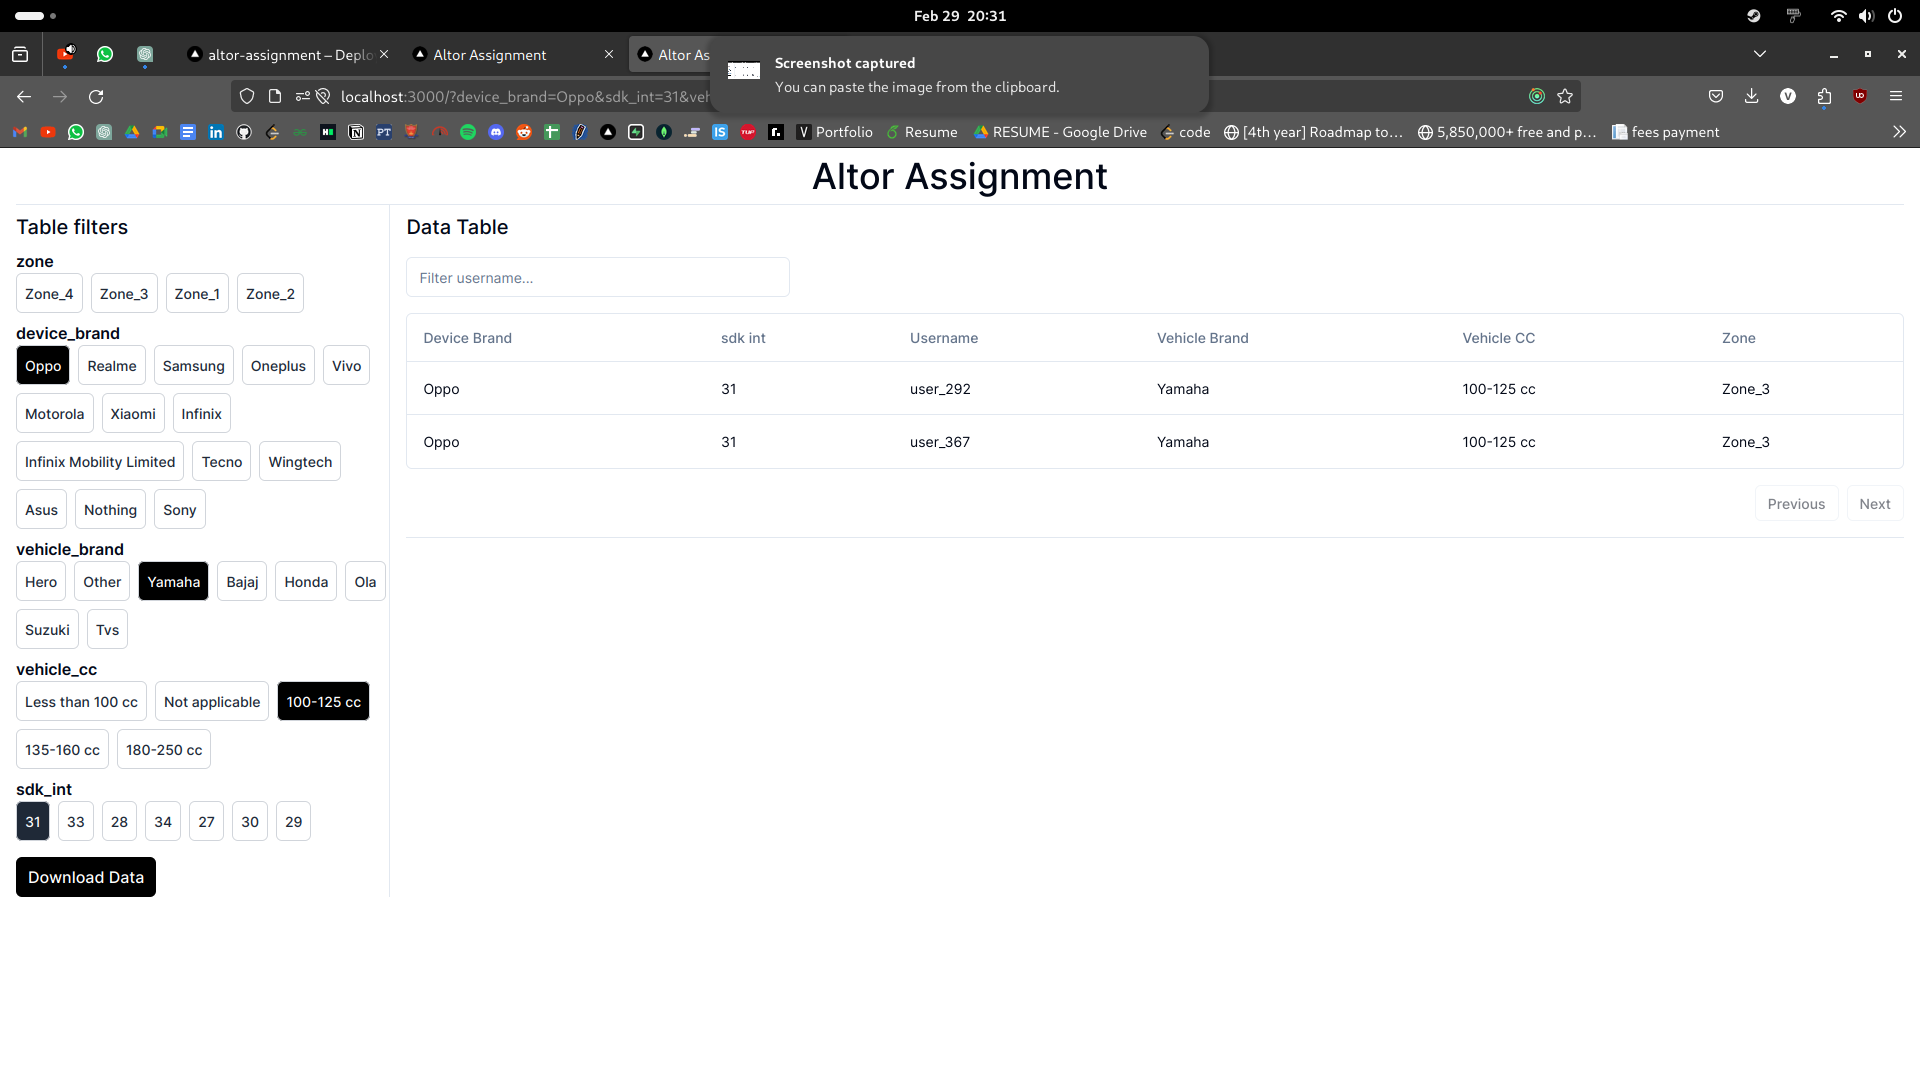 Feb 29 20:31
altor-assignment – Deplo
Altor Assignment
Altor As
Screenshot captured
You can paste the image from the clipboard.
localhost:3000/?device_brand=Oppo&sdk_int=31&veh
Portfolio
Resume
RESUME - Google Drive
code
[4th year] Roadmap to...
5,850,000+ free and p...
fees payment
Altor Assignment
Table filters
zone
Zone_4 Zone_3 Zone_1 Zone_2
device_brand
Oppo Realme Samsung Oneplus Vivo
Motorola Xiaomi Infinix
Infinix Mobility Limited Tecno Wingtech
Asus Nothing Sony
vehicle_brand
Hero Other Yamaha Bajaj Honda Ola
Suzuki Tvs
vehicle_cc
Less than 100 cc Not applicable 100-125 cc
135-160 cc 180-250 cc
sdk_int
31 33 28 34 27 30 29
Download Data
Data Table
Filter username...
Device Brand sdk int Username Vehicle Brand Vehicle CC Zone
Oppo 31 user_292 Yamaha 100-125 cc Zone_3
Oppo 31 user_367 Yamaha 100-125 cc Zone_3
Previous Next